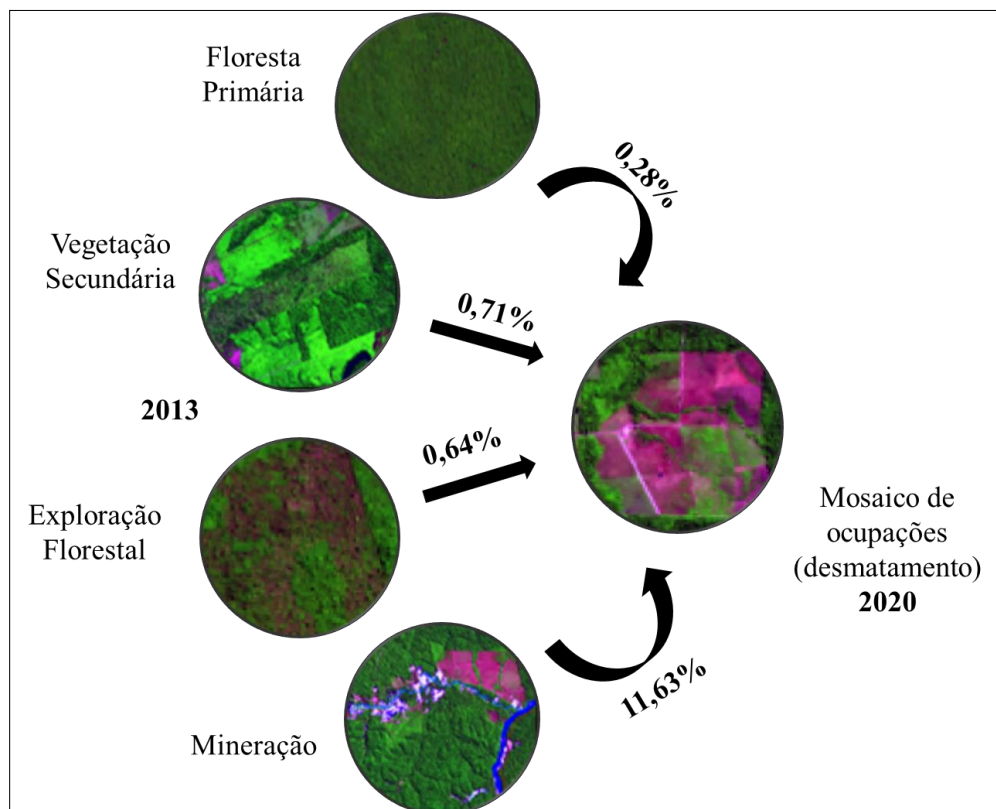 Floresta
Primária
0,28%
Vegetação
Secundária
0,71%
2013
0,64%
Exploração
Florestal
Mosaico de
ocupações
(desmatamento)
2020
11,63%
Mineração